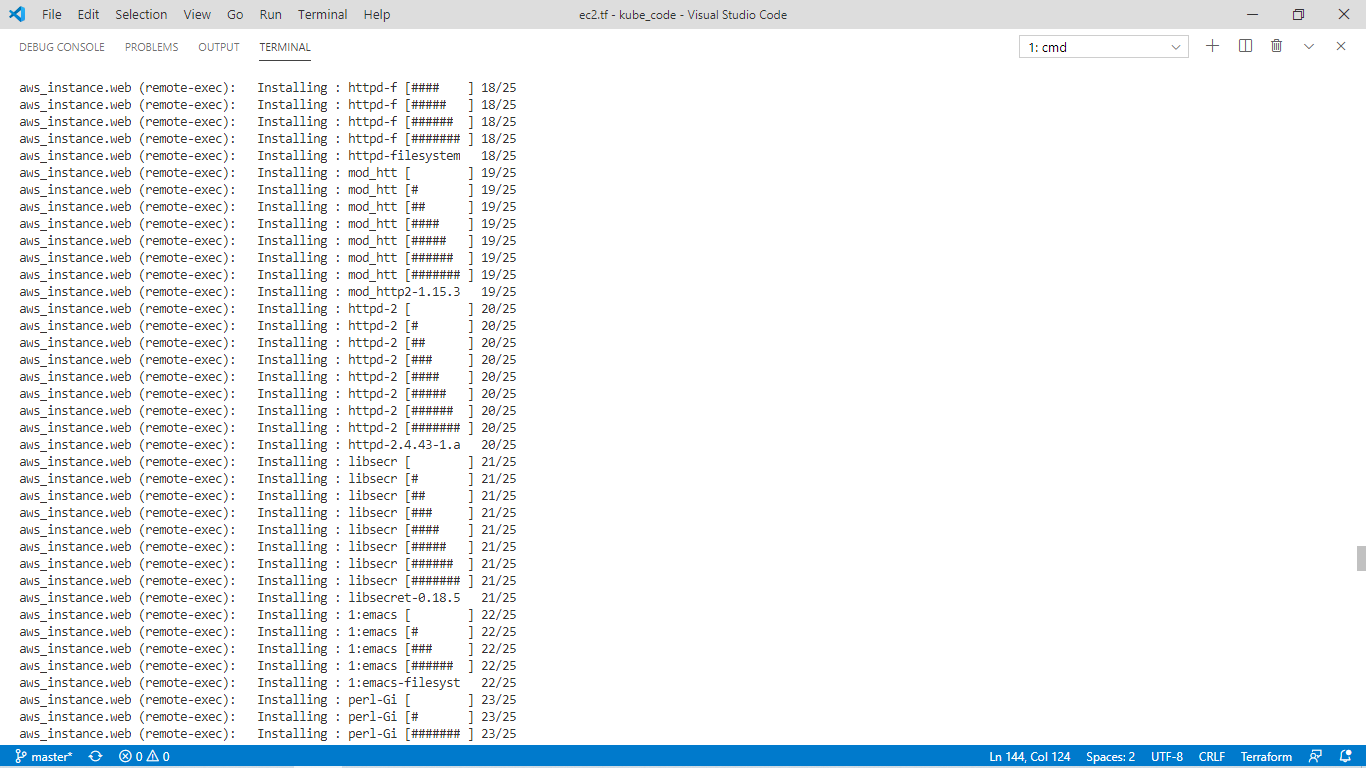 File Edit Selection View Go Run Terminal Help ec2.tf - kube_code - Visual Studio Code
DEBUG CONSOLE PROBLEMS OUTPUT TERMINAL 1: cmd
aws_instance.web (remote-exec):   Installing : httpd-f [####    ] 18/25
aws_instance.web (remote-exec):   Installing : httpd-f [#####   ] 18/25
aws_instance.web (remote-exec):   Installing : httpd-f [######  ] 18/25
aws_instance.web (remote-exec):   Installing : httpd-f [####### ] 18/25
aws_instance.web (remote-exec):   Installing : httpd-filesystem   18/25
aws_instance.web (remote-exec):   Installing : mod_htt [        ] 19/25
aws_instance.web (remote-exec):   Installing : mod_htt [#       ] 19/25
aws_instance.web (remote-exec):   Installing : mod_htt [##      ] 19/25
aws_instance.web (remote-exec):   Installing : mod_htt [####    ] 19/25
aws_instance.web (remote-exec):   Installing : mod_htt [#####   ] 19/25
aws_instance.web (remote-exec):   Installing : mod_htt [######  ] 19/25
aws_instance.web (remote-exec):   Installing : mod_htt [####### ] 19/25
aws_instance.web (remote-exec):   Installing : mod_http2-1.15.3   19/25
aws_instance.web (remote-exec):   Installing : httpd-2 [        ] 20/25
aws_instance.web (remote-exec):   Installing : httpd-2 [#       ] 20/25
aws_instance.web (remote-exec):   Installing : httpd-2 [##      ] 20/25
aws_instance.web (remote-exec):   Installing : httpd-2 [###     ] 20/25
aws_instance.web (remote-exec):   Installing : httpd-2 [####    ] 20/25
aws_instance.web (remote-exec):   Installing : httpd-2 [#####   ] 20/25
aws_instance.web (remote-exec):   Installing : httpd-2 [######  ] 20/25
aws_instance.web (remote-exec):   Installing : httpd-2 [####### ] 20/25
aws_instance.web (remote-exec):   Installing : httpd-2.4.43-1.a   20/25
aws_instance.web (remote-exec):   Installing : libsecr [        ] 21/25
aws_instance.web (remote-exec):   Installing : libsecr [#       ] 21/25
aws_instance.web (remote-exec):   Installing : libsecr [##      ] 21/25
aws_instance.web (remote-exec):   Installing : libsecr [###     ] 21/25
aws_instance.web (remote-exec):   Installing : libsecr [####    ] 21/25
aws_instance.web (remote-exec):   Installing : libsecr [#####   ] 21/25
aws_instance.web (remote-exec):   Installing : libsecr [######  ] 21/25
aws_instance.web (remote-exec):   Installing : libsecr [####### ] 21/25
aws_instance.web (remote-exec):   Installing : libsecret-0.18.5   21/25
aws_instance.web (remote-exec):   Installing : 1:emacs [        ] 22/25
aws_instance.web (remote-exec):   Installing : 1:emacs [#       ] 22/25
aws_instance.web (remote-exec):   Installing : 1:emacs [###     ] 22/25
aws_instance.web (remote-exec):   Installing : 1:emacs [######  ] 22/25
aws_instance.web (remote-exec):   Installing : 1:emacs-filesyst   22/25
aws_instance.web (remote-exec):   Installing : perl-Gi [        ] 23/25
aws_instance.web (remote-exec):   Installing : perl-Gi [#       ] 23/25
aws_instance.web (remote-exec):   Installing : perl-Gi [####### ] 23/25
master* 0 0 Ln 144, Col 124 Spaces: 2 UTF-8 CRLF Terraform